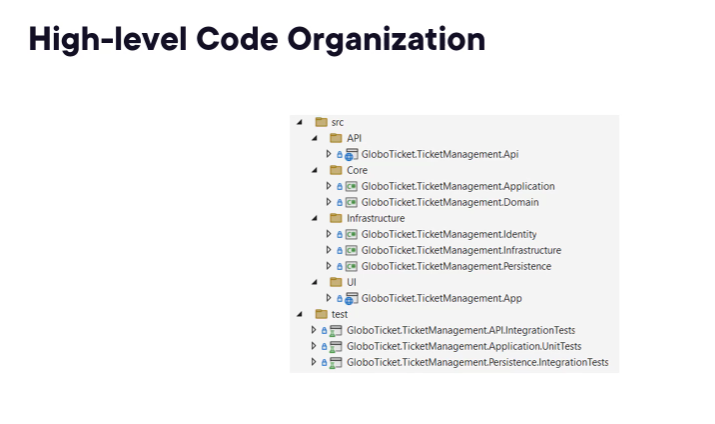 High-level Code Organization
src
API
GloboTicket.TicketManagement.Api
Core
GloboTicket.TicketManagement.Application
GloboTicket.TicketManagement.Domain
Infrastructure
GloboTicket.TicketManagement.Identity
GloboTicket.TicketManagement.Infrastructure
GloboTicket.TicketManagement.Persistence
UI
GloboTicket.TicketManagement.App
test
GloboTicket.TicketManagement.API.IntegrationTests
GloboTicket.TicketManagement.Application.UnitTests
GloboTicket.TicketManagement.Persistence.IntegrationTests